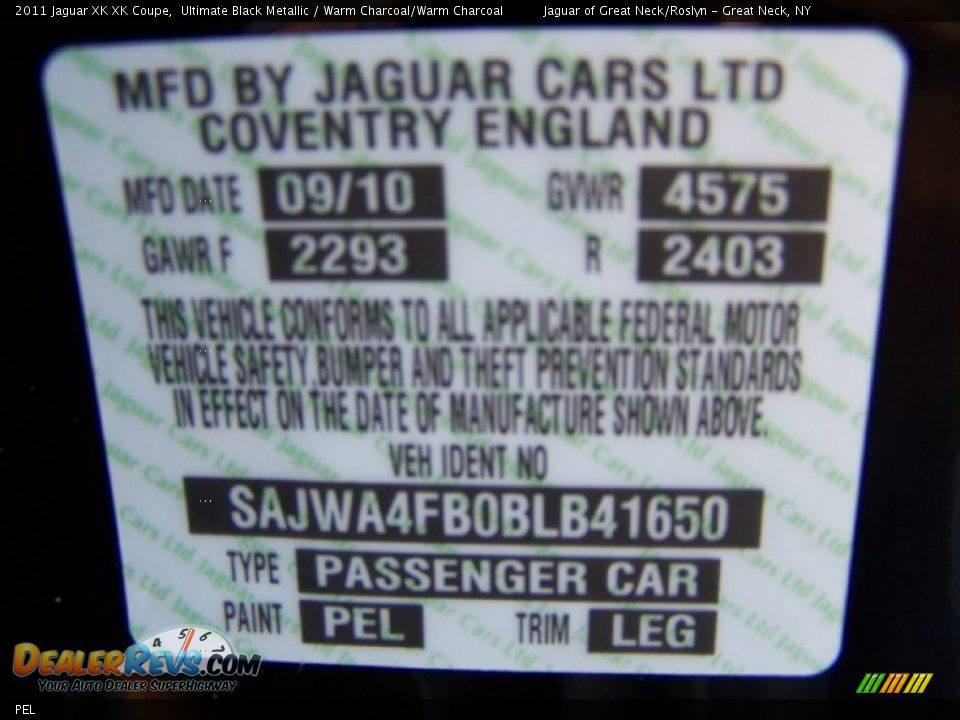 2011 Jaguar XK XK Coupe, Ultimate Black Metallic / Warm Charcoal/Warm Charcoal Jaguar of Great Neck/Roslyn - Great Neck, NY
MFD BY JAGUAR CARS LTD
COVENTRY ENGLAND
MFD DATE 09/10 GVWR 4575
GAWR F 2293 R 2403
THIS VEHICLE CONFORMS TO ALL APPLICABLE FEDERAL MOTOR
VEHICLE SAFETY,BUMPER AND THEFT PREVENTION STANDARDS
IN EFFECT ON THE DATE OF MANUFACTURE SHOWN ABOVE.
VEH IDENT NO
SAJWA4FB0BLB41650
TYPE PASSENGER CAR
PAINT PEL TRIM LEG
4 5 6 7
DEALERREVS.COM
YOUR AUTO DEALER SUPERHIGHWAY
PEL